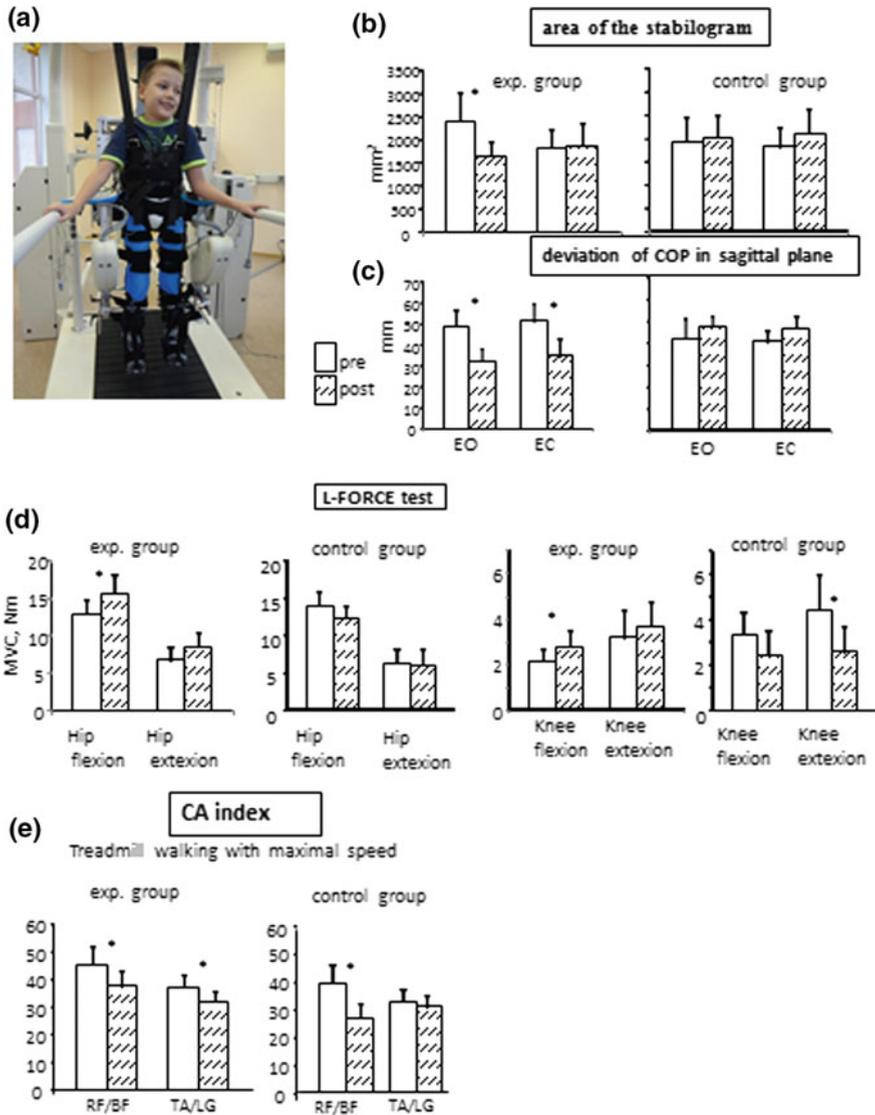 (a)
(b)
area of the stabilogram
exp. group
control group
mm²
3500
3000
2500
2000
1500
1000
500
0
(c)
deviation of COP in sagittal plane
mm
70
60
50
40
30
20
10
0
pre
post
EO
EC
EO
EC
(d)
L-FORCE test
exp. group
control group
exp. group
control group
MVC, Nm
20
15
10
5
0
20
15
10
5
0
6
4
2
0
6
4
2
0
Hip flexion
Hip extexion
Hip flexion
Hip extexion
Knee flexion
Knee extexion
Knee flexion
Knee extexion
(e)
CA index
Treadmill walking with maximal speed
exp. group
control group
60
50
40
30
20
10
0
60
50
40
30
20
10
0
RF/BF
TA/LG
RF/BF
TA/LG